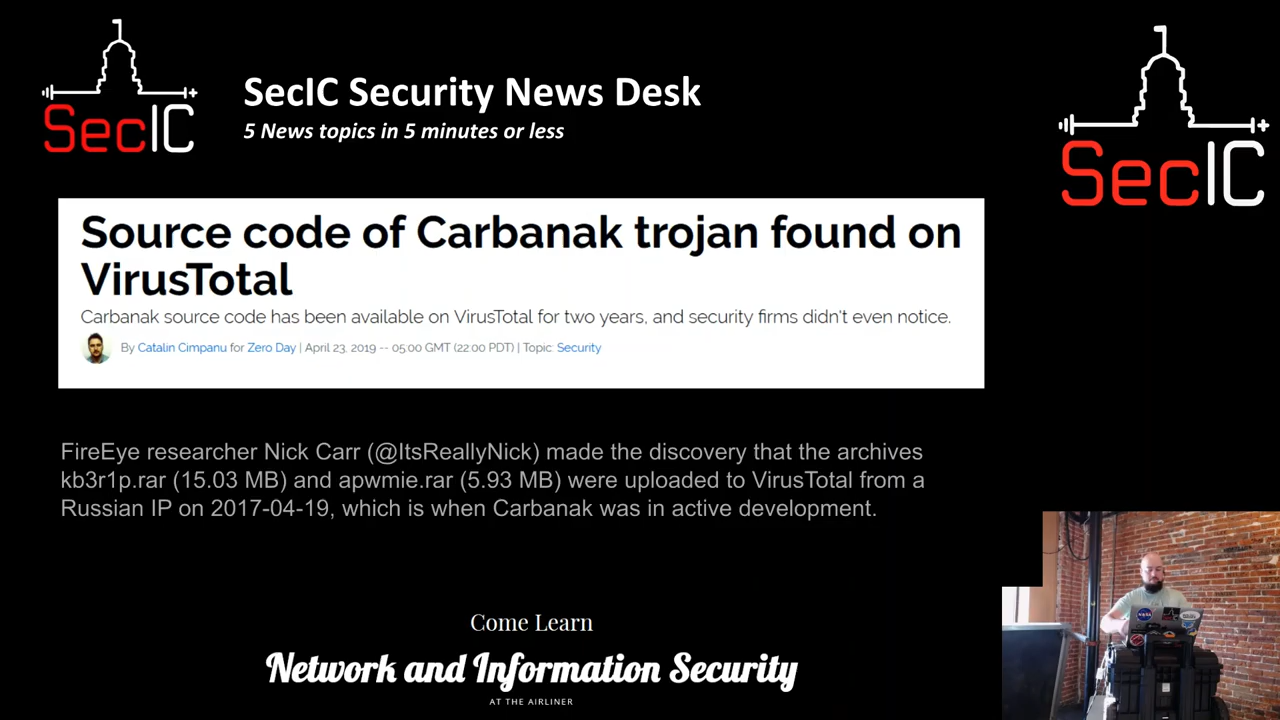 SecIC
SecIC Security News Desk
5 News topics in 5 minutes or less
SecIC
Source code of Carbanak trojan found on
VirusTotal
Carbanak source code has been available on VirusTotal for two years, and security firms didn't even notice.
By Catalin Cimpanu for Zero Day | April 23, 2019 -- 05:00 GMT (22:00 PDT) | Topic: Security
FireEye researcher Nick Carr (@ItsReallyNick) made the discovery that the archives
kb3r1p.rar (15.03 MB) and apwmie.rar (5.93 MB) were uploaded to VirusTotal from a
Russian IP on 2017-04-19, which is when Carbanak was in active development.
Come Learn
Network and Information Security
AT THE AIRLINER
NASA